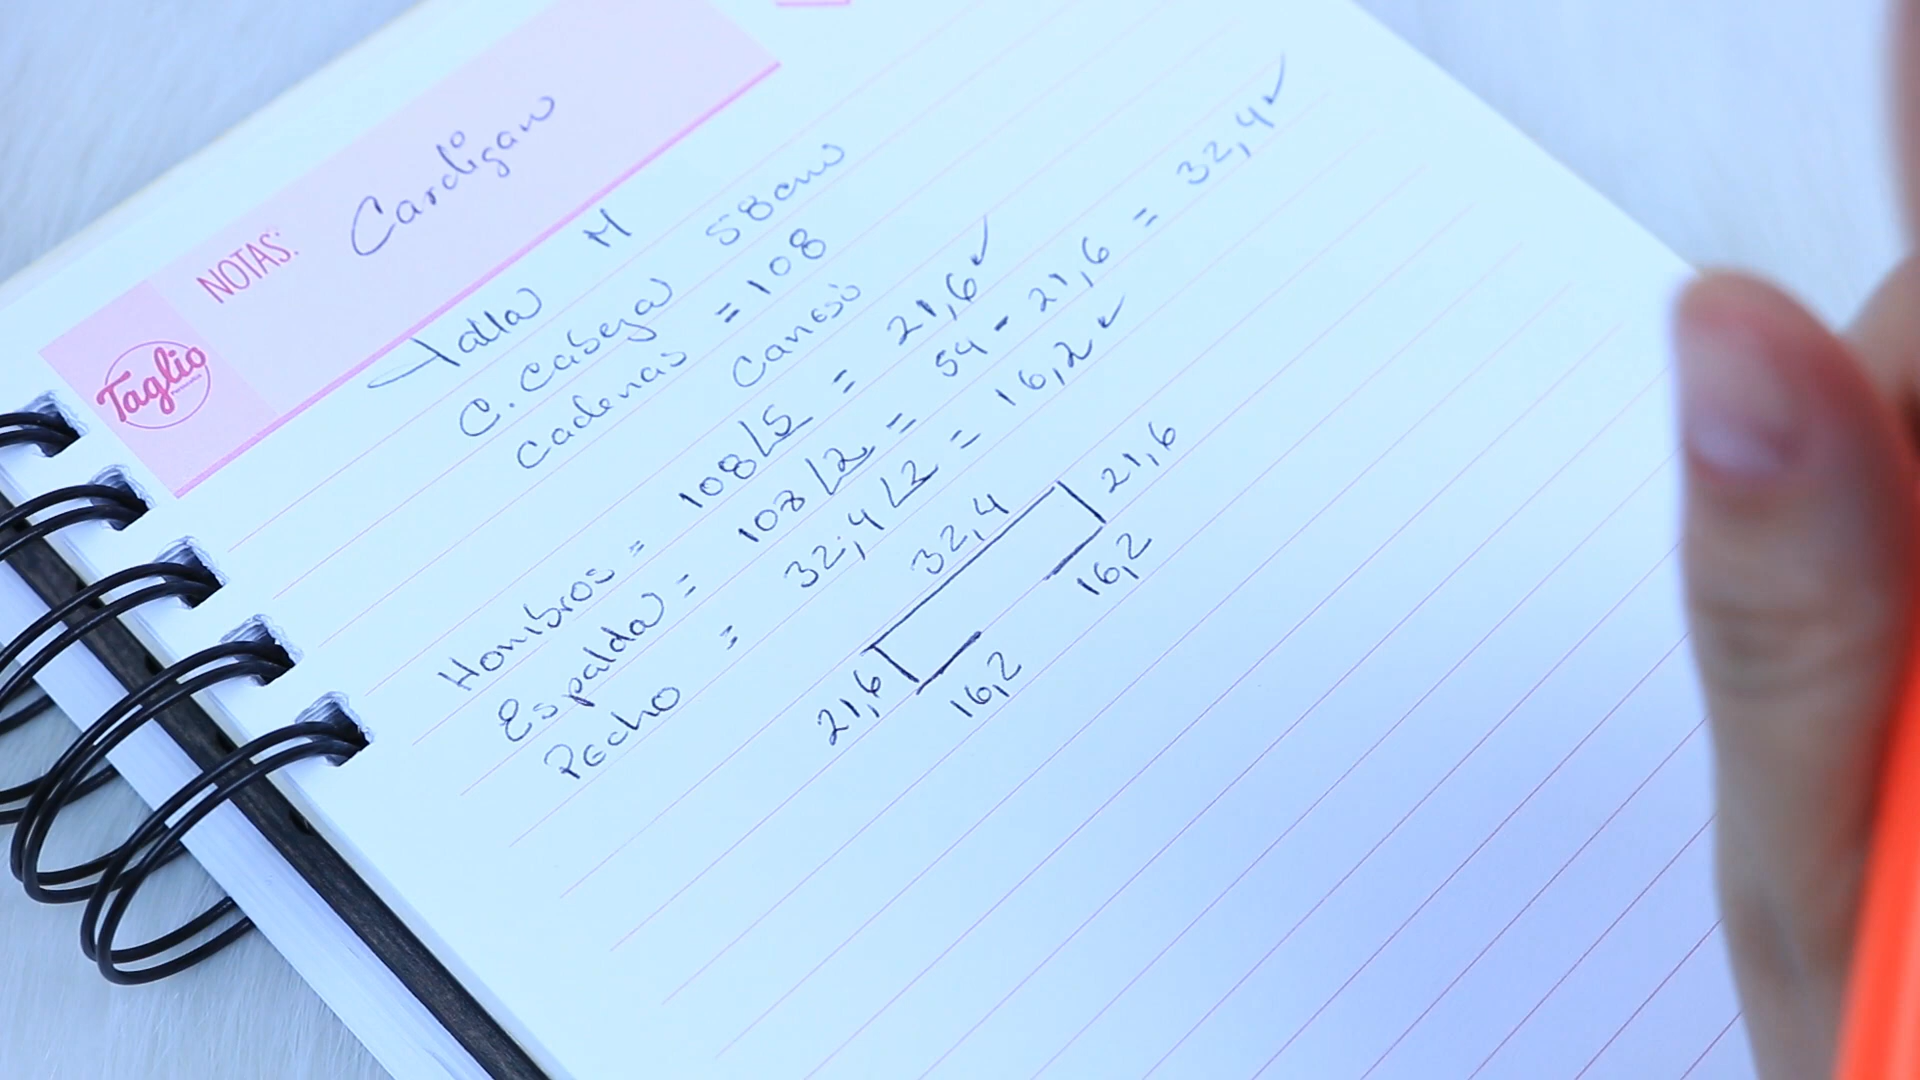 NOTAS: Cardigan
Taglio
Talla M
C. Cabeza 58cm
Cadenas = 108
Canesú
Hombros = 108 / 5 = 21,6 ✓
Espalda = 108 / 2 = 54 - 21,6 = 32,4 ✓
Pecho = 32,4 / 2 = 16,2 ✓
32,4 21,6
16,2
21,6 16,2